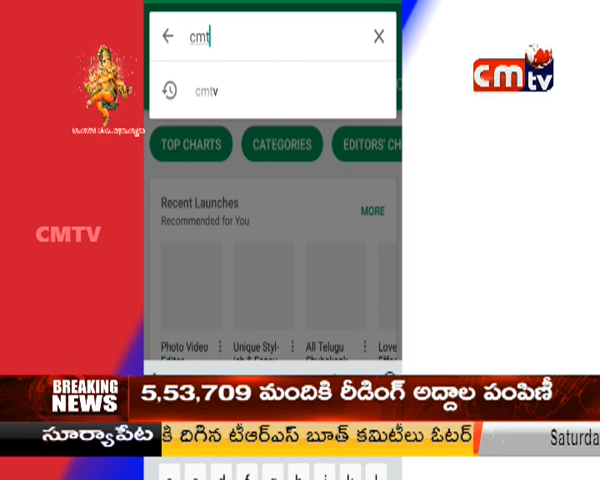 cmt
cmtv
cmtv
TOP CHARTS
CATEGORIES
EDITORS' CH
Recent Launches
Recommended for You
MORE
CMTV
Photo Video
Unique Styl-
All Telugu
Love
BREAKING NEWS
5,53,709 మందికి రీడింగ్ అద్దాల పంపిణీ
సూర్యాపేట
కి దిగిన టీఆర్ఎస్ బూత్ కమిటీలు ఓటర్
Saturda